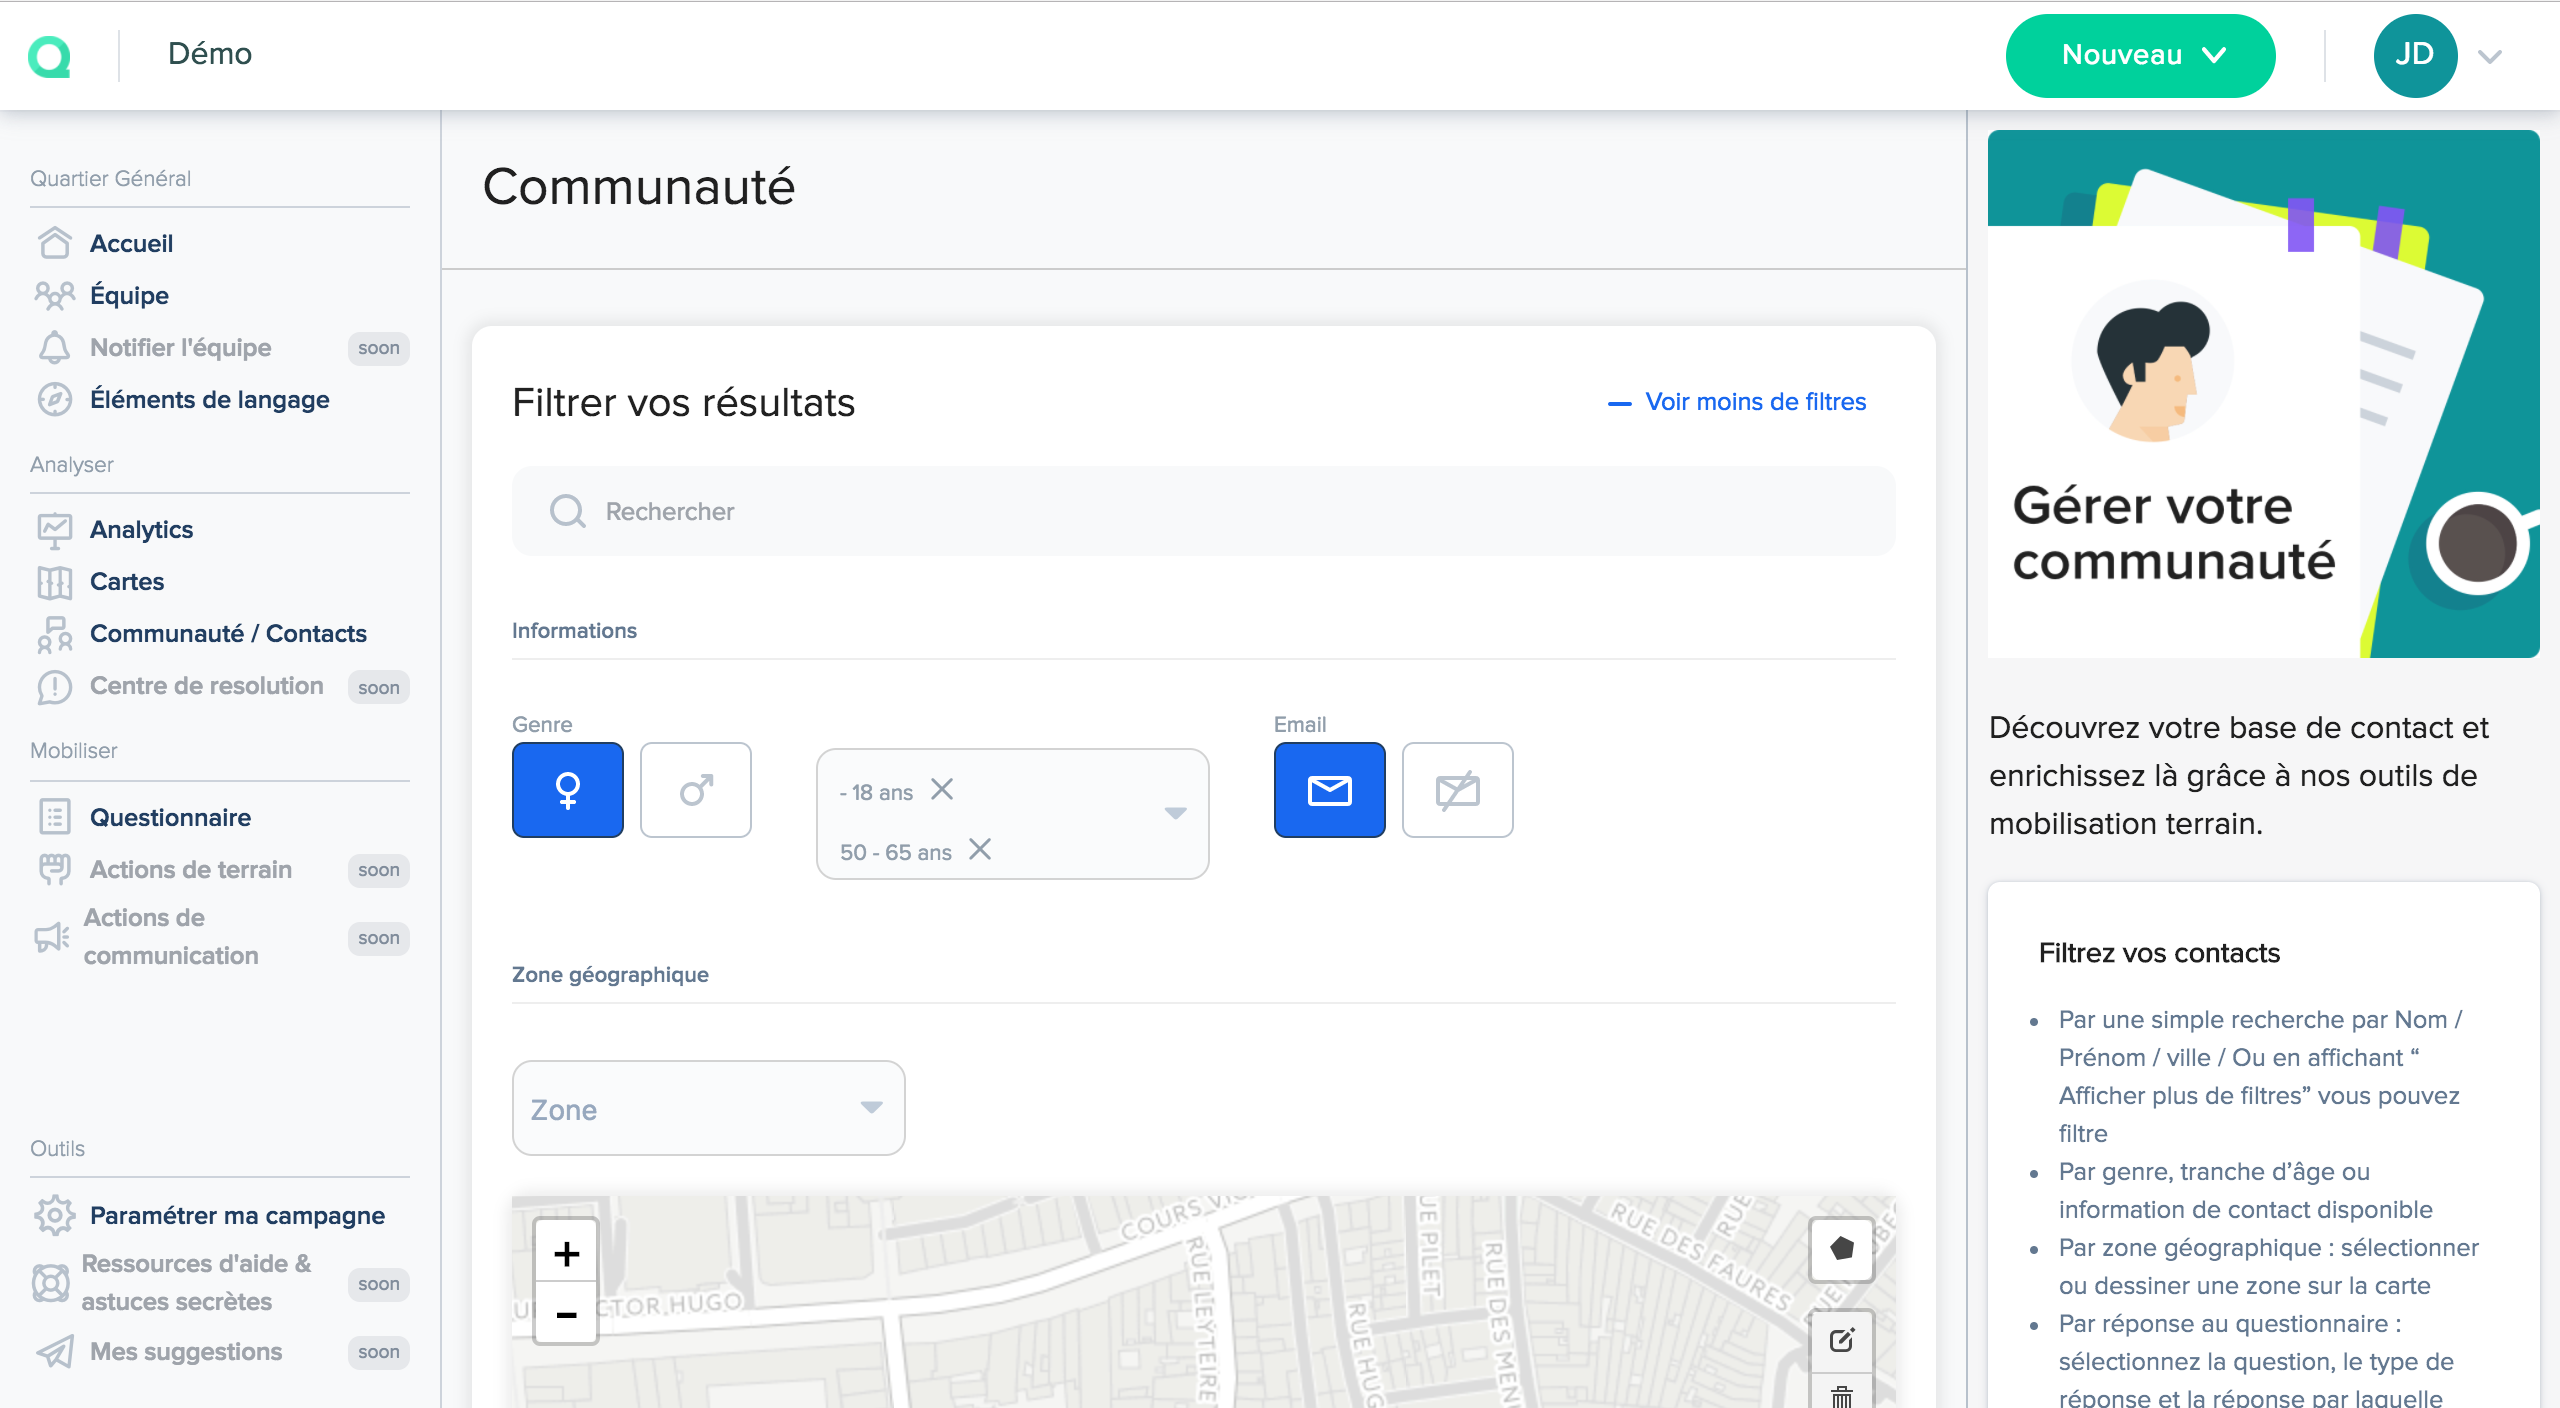 Démo
Nouveau
JD
Quartier Général
Accueil
Équipe
Notifier l'équipe soon
Éléments de langage
Analyser
Analytics
Cartes
Communauté / Contacts
Centre de resolution soon
Mobiliser
Questionnaire
Actions de terrain soon
Actions de
communication soon
Outils
Paramétrer ma campagne
Ressources d'aide &
astuces secrètes soon
Mes suggestions soon
Communauté
Filtrer vos résultats
Voir moins de filtres
Rechercher
Informations
Genre
- 18 ans
50 - 65 ans
Email
Zone géographique
Zone
+
-
COURS
CTOR HUGO
RUE LEYTEIRE
UE PILET
RUE HUG
RUE DES MEN
RUE DES FAURES
RUE
Gérer votre
communauté
Découvrez votre base de contact et
enrichissez là grâce à nos outils de
mobilisation terrain.
Filtrez vos contacts
• Par une simple recherche par Nom /
Prénom / ville / Ou en affichant “
Afficher plus de filtres” vous pouvez
filtre
• Par genre, tranche d’âge ou
information de contact disponible
• Par zone géographique : sélectionner
ou dessiner une zone sur la carte
• Par réponse au questionnaire :
sélectionnez la question, le type de
réponse et la réponse par laquelle